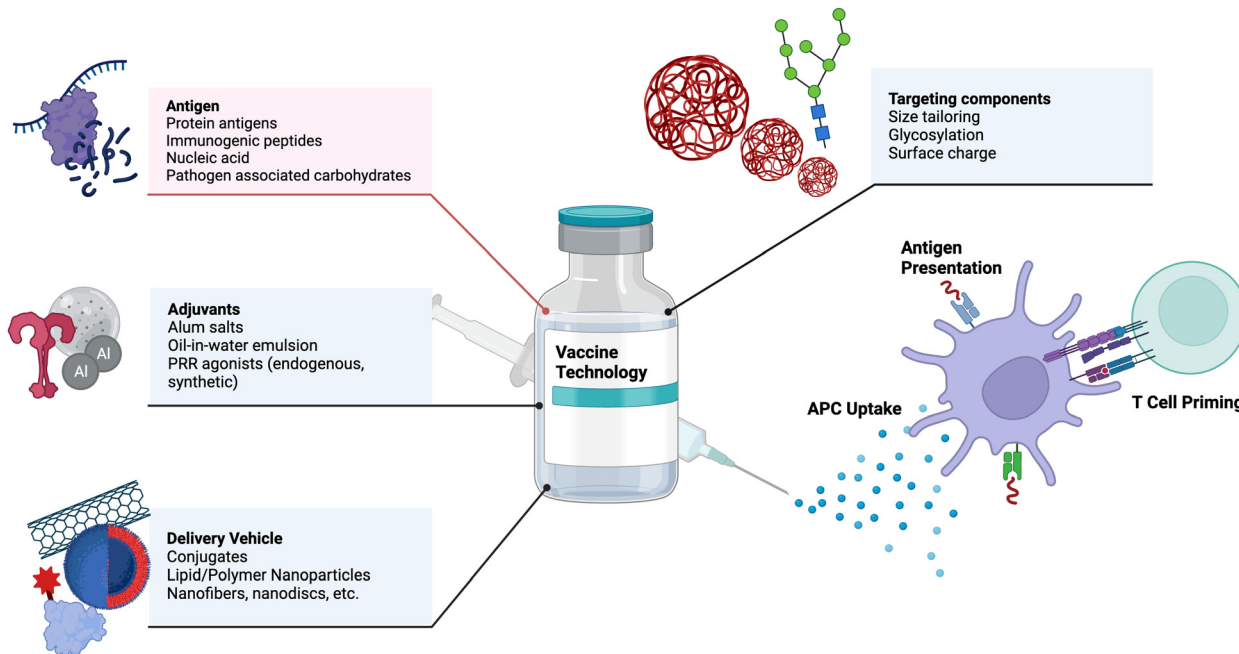 Antigen
Protein antigens
Immunogenic peptides
Nucleic acid
Pathogen associated carbohydrates
Targeting components
Size tailoring
Glycosylation
Surface charge
Adjuvants
Alum salts
Oil-in-water emulsion
PRR agonists (endogenous,
synthetic)
Al
Al
Vaccine
Technology
Antigen
Presentation
APC Uptake
T Cell Priming
Delivery Vehicle
Conjugates
Lipid/Polymer Nanoparticles
Nanofibers, nanodiscs, etc.